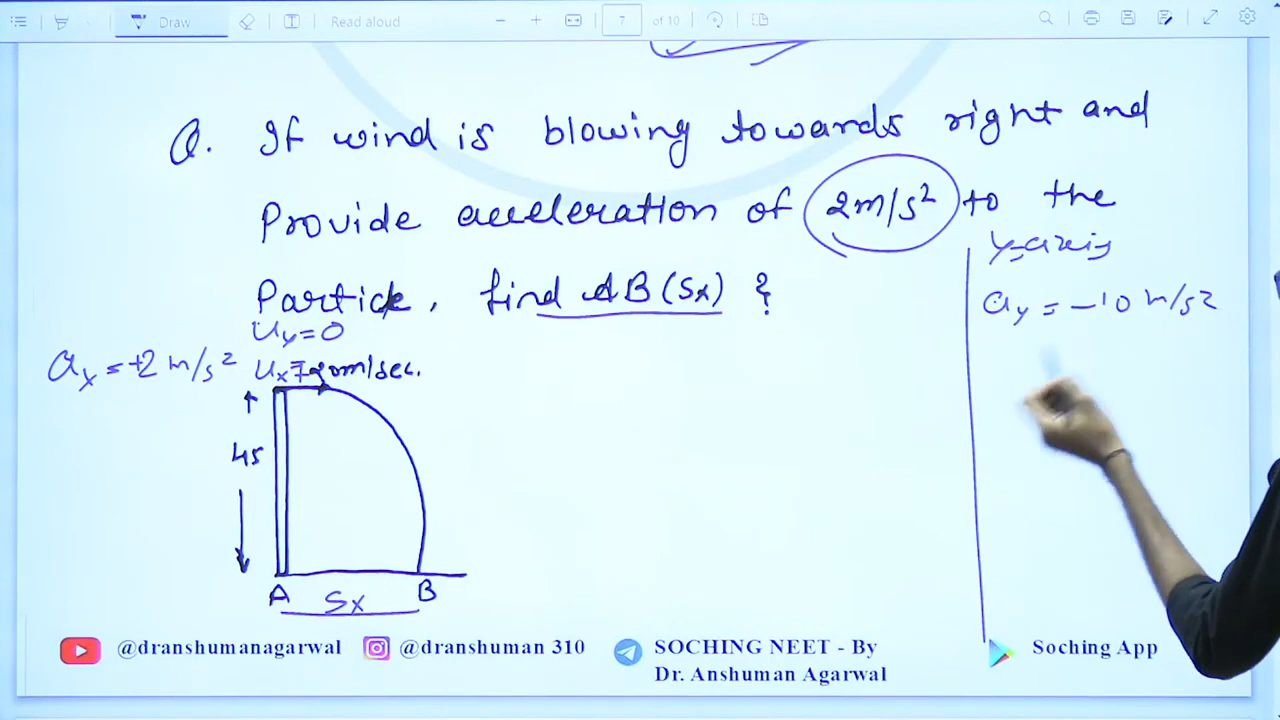 Draw
Read aloud
7 of 10
Q. If wind is blowing towards right and
Provide acceleration of 2m/s² to the
Particle, find AB (Sx) ?
Y-axis
ay = -10 m/s²
uy=0
ax = +2 m/s²
m/sec.
45
A
Sx
B
@dranshumanagarwal
@dranshuman 310
SOCHING NEET - By
Dr. Anshuman Agarwal
Soching App